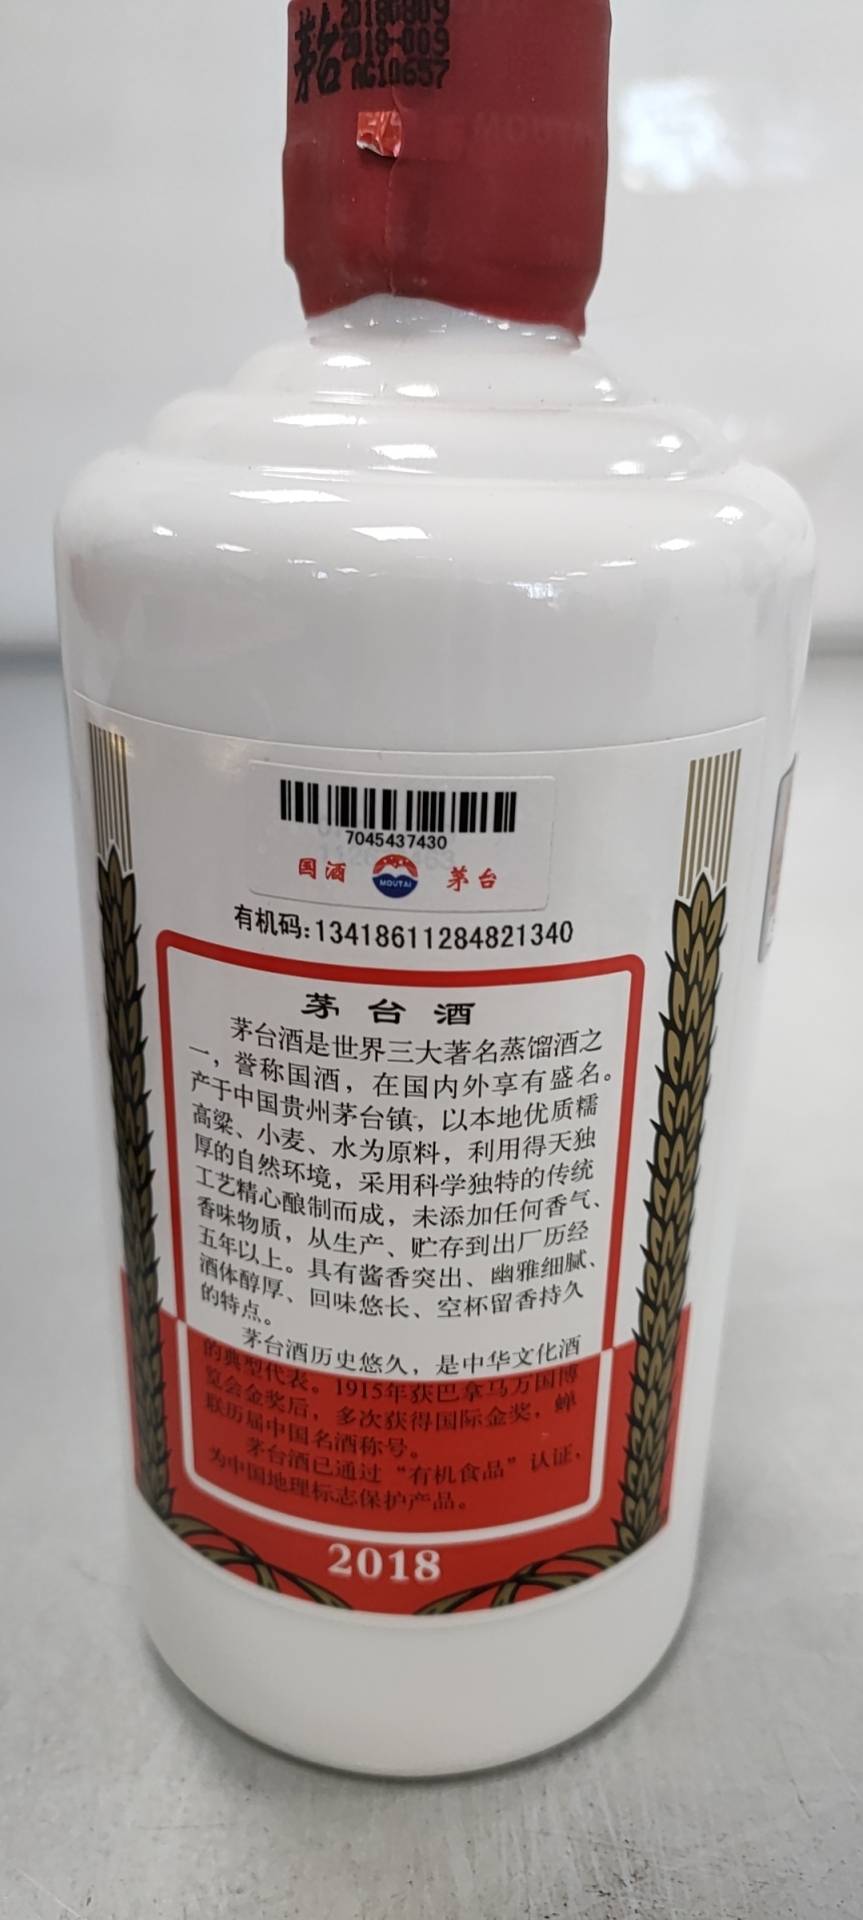 茅台
20180809
2018-009
AC10657
MOUTAI
7045437430
国酒 MOUTAI 茅台
有机码:13418611284821340
茅台酒
茅台酒是世界三大著名蒸馏酒之
一，誉称国酒，在国内外享有盛名。
产于中国贵州茅台镇，以本地优质糯
高粱、小麦、水为原料，利用得天独
厚的自然环境，采用科学独特的传统
工艺精心酿制而成，未添加任何香气、
香味物质，从生产、贮存到出厂历经
五年以上。具有酱香突出、幽雅细腻、
酒体醇厚、回味悠长、空杯留香持久
的特点。
茅台酒历史悠久，是中华文化酒
的典型代表。1915年获巴拿马万国博
览会金奖后，多次获得国际金奖，蝉
联历届中国名酒称号。
茅台酒已通过“有机食品”认证，
为中国地理标志保护产品。
2018